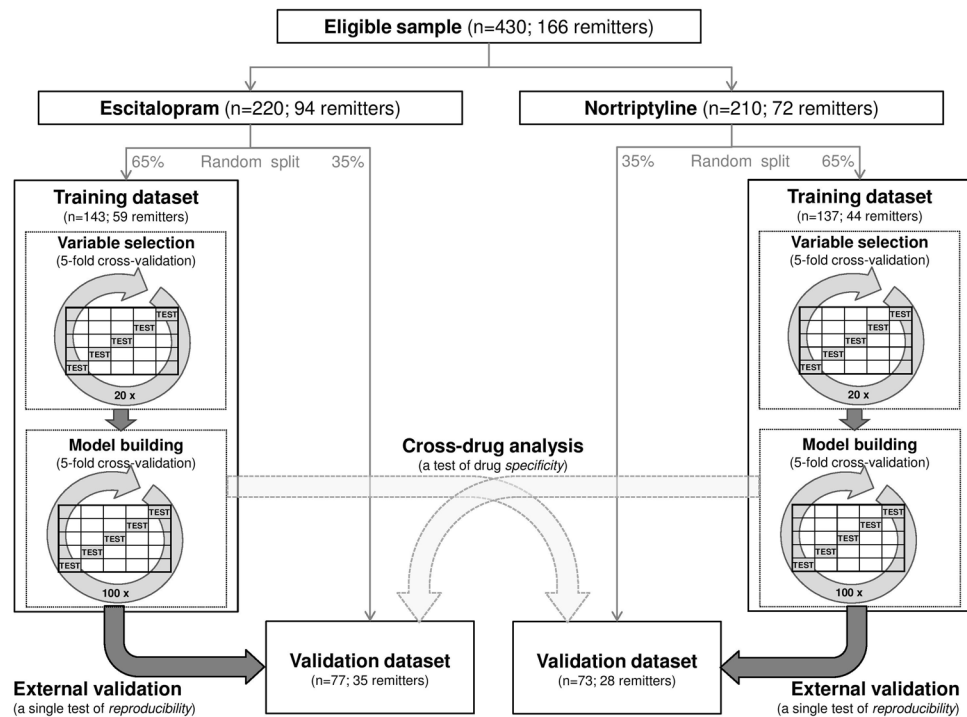 Eligible sample (n=430; 166 remitters)
Escitalopram (n=220; 94 remitters)
Nortriptyline (n=210; 72 remitters)
65% Random split 35%
35% Random split 65%
Training dataset
(n=143; 59 remitters)
Variable selection
(5-fold cross-validation)
TEST
TEST
TEST
TEST
TEST
20 x
Model building
(5-fold cross-validation)
TEST
TEST
TEST
TEST
TEST
100 x
Training dataset
(n=137; 44 remitters)
Variable selection
(5-fold cross-validation)
TEST
TEST
TEST
TEST
TEST
20 x
Model building
(5-fold cross-validation)
TEST
TEST
TEST
TEST
TEST
100 x
Cross-drug analysis
(a test of drug specificity)
Validation dataset
(n=77; 35 remitters)
Validation dataset
(n=73; 28 remitters)
External validation
(a single test of reproducibility)
External validation
(a single test of reproducibility)